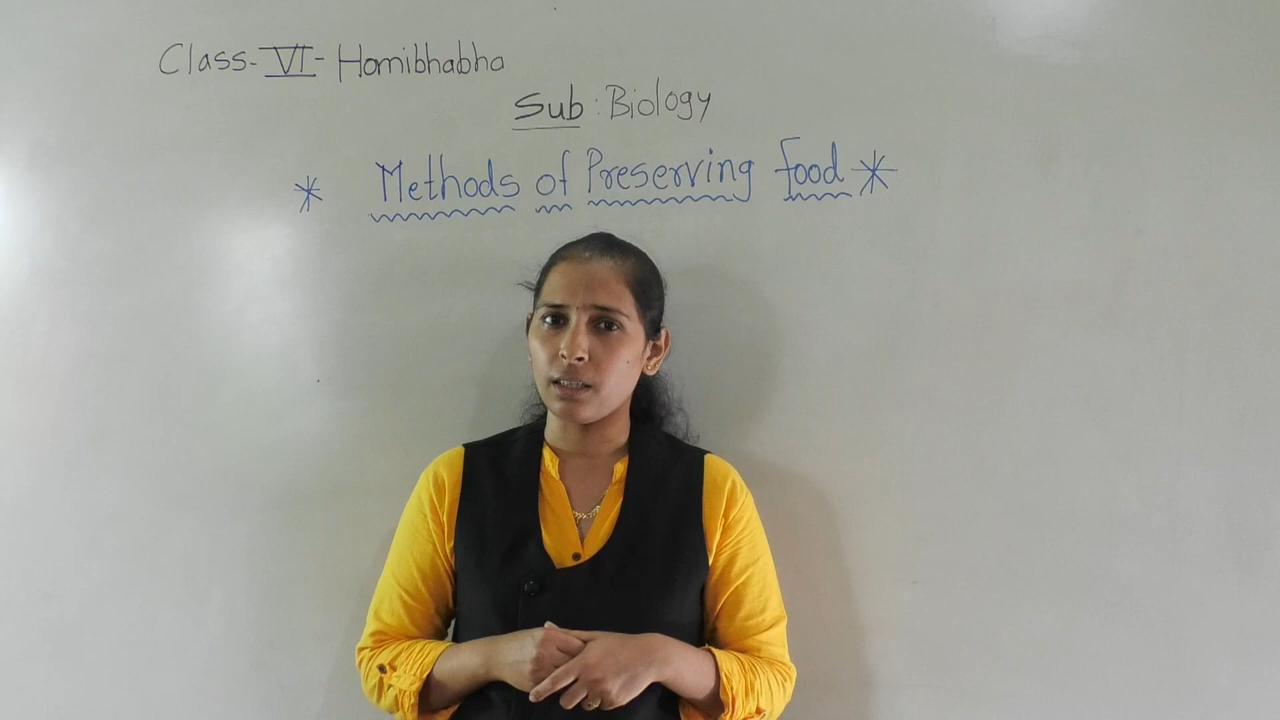 Class-VI-Homibhabha
Sub: Biology
* Methods of Preserving food *